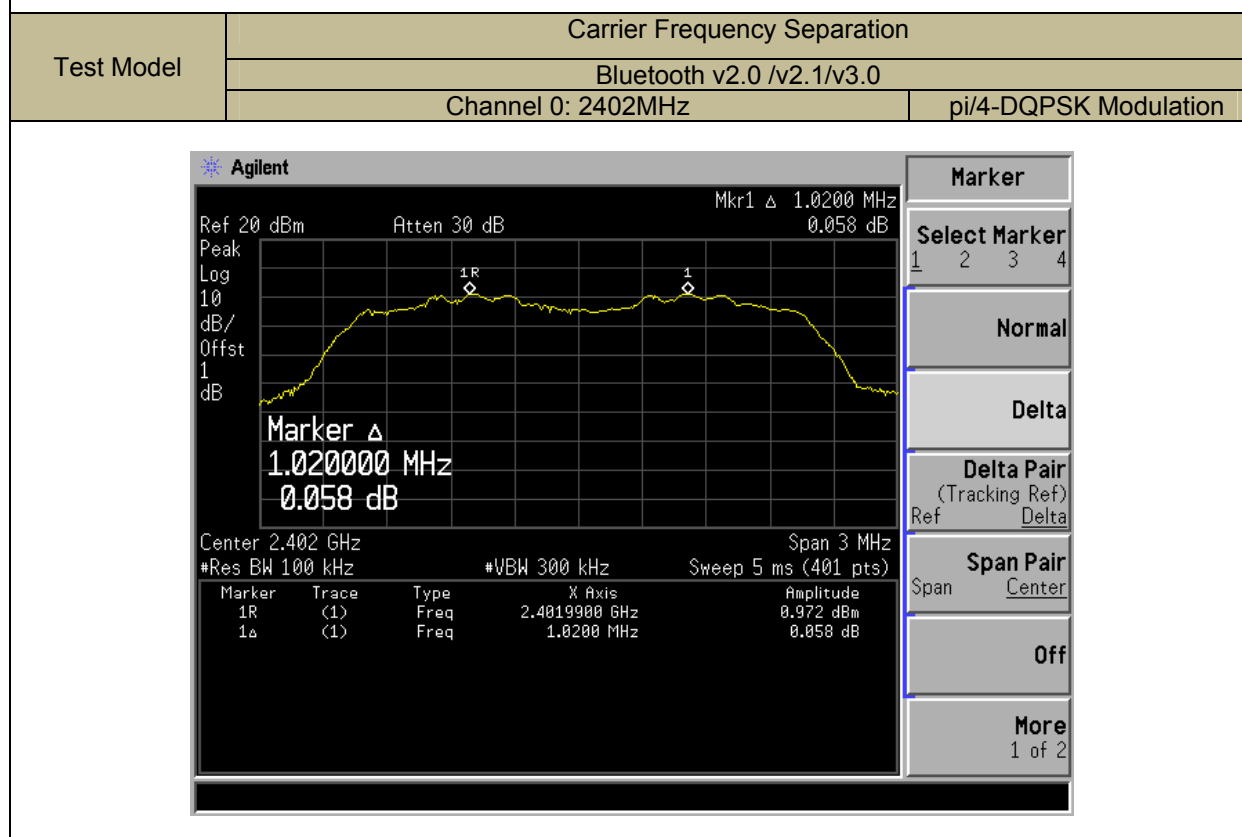 Test Model
Carrier Frequency Separation
Bluetooth v2.0 /v2.1/v3.0
Channel 0: 2402MHz pi/4-DQPSK Modulation
Agilent
Mkr1 Δ 1.0200 MHz
Ref 20 dBm Atten 30 dB 0.058 dB
Peak
Log
10
dB/
Offst
1
dB
1R 1
Marker Δ
1.020000 MHz
0.058 dB
Center 2.402 GHz Span 3 MHz
#Res BW 100 kHz #VBW 300 kHz Sweep 5 ms (401 pts)
Marker Trace Type X Axis Amplitude
1R (1) Freq 2.4019900 GHz 0.972 dBm
1Δ (1) Freq 1.0200 MHz 0.058 dB
Marker
Select Marker
1 2 3 4
Normal
Delta
Delta Pair
(Tracking Ref)
Ref Delta
Span Pair
Span Center
Off
More
1 of 2